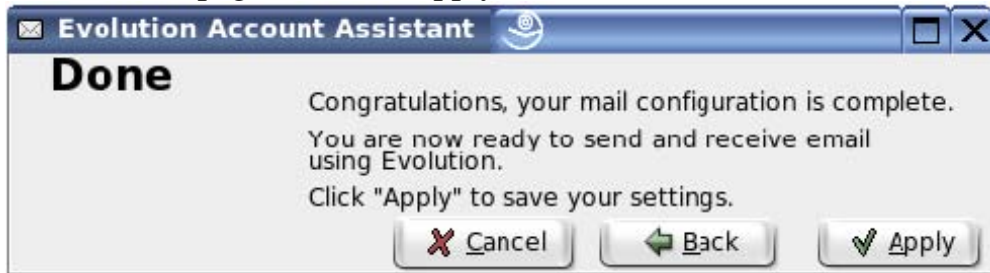 Evolution Account Assistant
Done
Congratulations, your mail configuration is complete.
You are now ready to send and receive email
using Evolution.
Click "Apply" to save your settings.
Cancel Back Apply